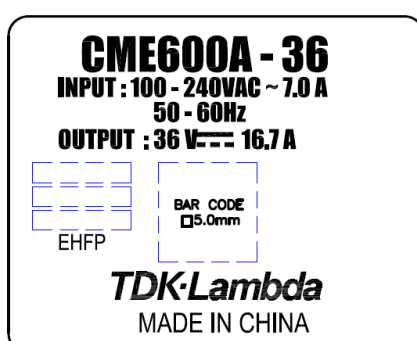 CME600A - 36
INPUT : 100 - 240VAC ~ 7.0 A
50 - 60Hz
OUTPUT : 36 V⎓ 16.7 A
BAR CODE
□5.0mm
EHFP
TDK-Lambda
MADE IN CHINA